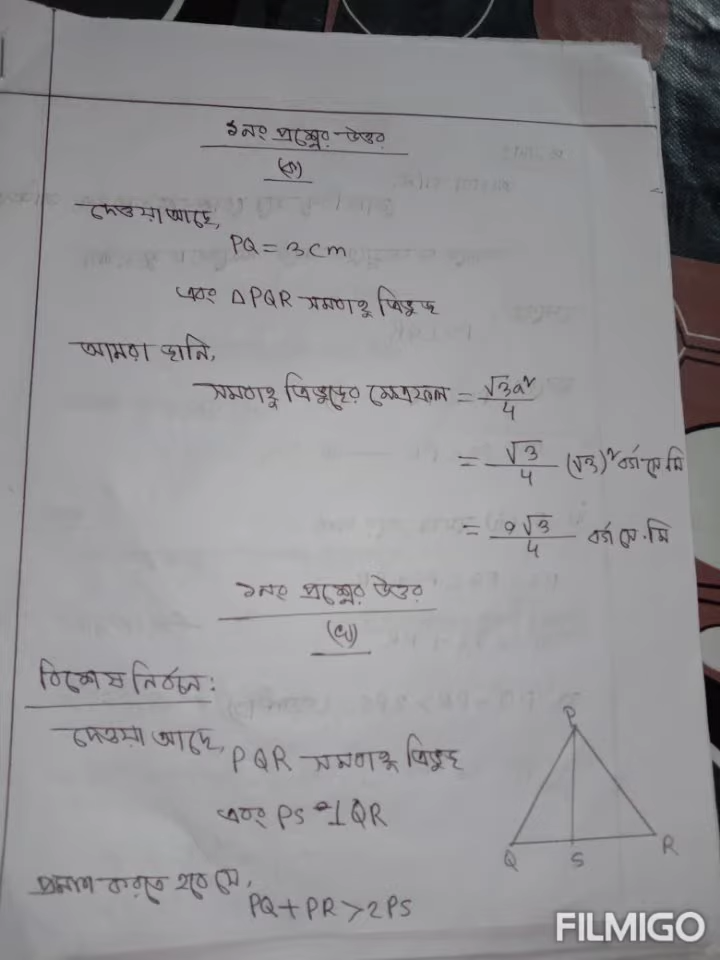 ১নং প্রশ্নের উত্তর
(ক)
দেওয়া আছে,
PQ = 3 cm
এবং ΔPQR সমবাহু ত্রিভুজ
আমরা জানি,
সমবাহু ত্রিভুজের ক্ষেত্রফল = √3a²/4
= √3/4 (√3)² বর্গ সে.মি
= 9√3/4 বর্গ সে.মি
১নং প্রশ্নের উত্তর
(খ)
বিশেষ নির্বচন:
দেওয়া আছে,
PQR সমবাহু ত্রিভুজ
এবং PS ⊥ QR
প্রমাণ করতে হবে যে,
PQ + PR > 2PS
P
Q S R
FILMIGO